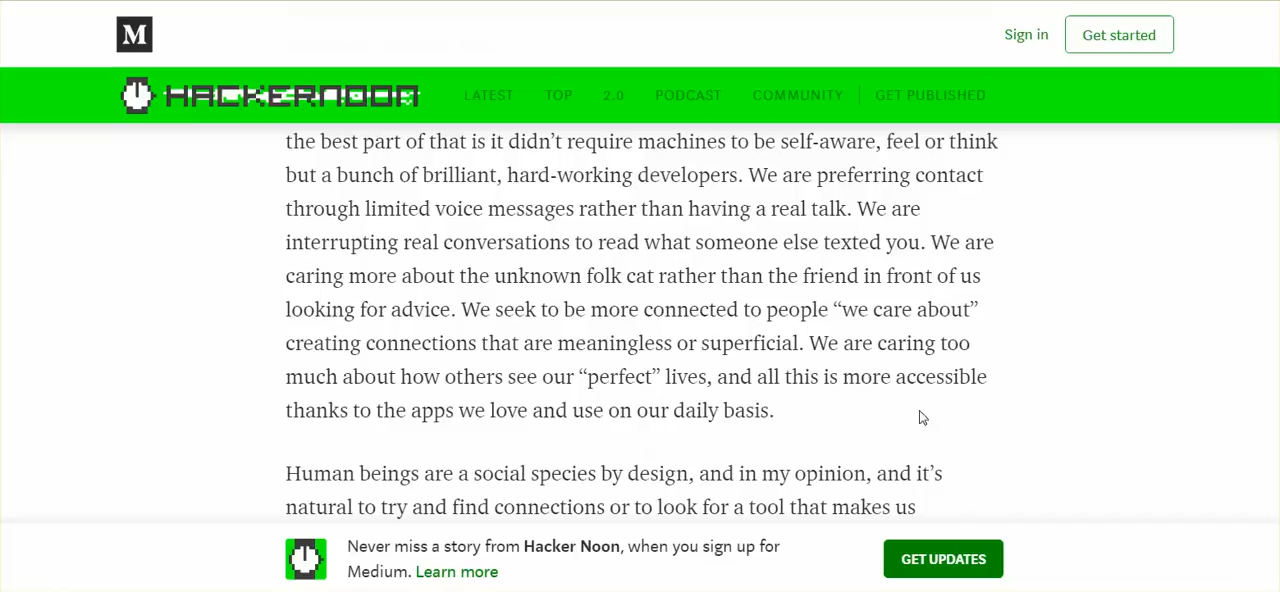 M
Sign in
Get started
HACKERNOON
LATEST
TOP
2.0
PODCAST
COMMUNITY
GET PUBLISHED
the best part of that is it didn’t require machines to be self-aware, feel or think
but a bunch of brilliant, hard-working developers. We are preferring contact
through limited voice messages rather than having a real talk. We are
interrupting real conversations to read what someone else texted you. We are
caring more about the unknown folk cat rather than the friend in front of us
looking for advice. We seek to be more connected to people “we care about”
creating connections that are meaningless or superficial. We are caring too
much about how others see our “perfect” lives, and all this is more accessible
thanks to the apps we love and use on our daily basis.
Human beings are a social species by design, and in my opinion, and it’s
natural to try and find connections or to look for a tool that makes us
Never miss a story from Hacker Noon, when you sign up for
Medium. Learn more
GET UPDATES